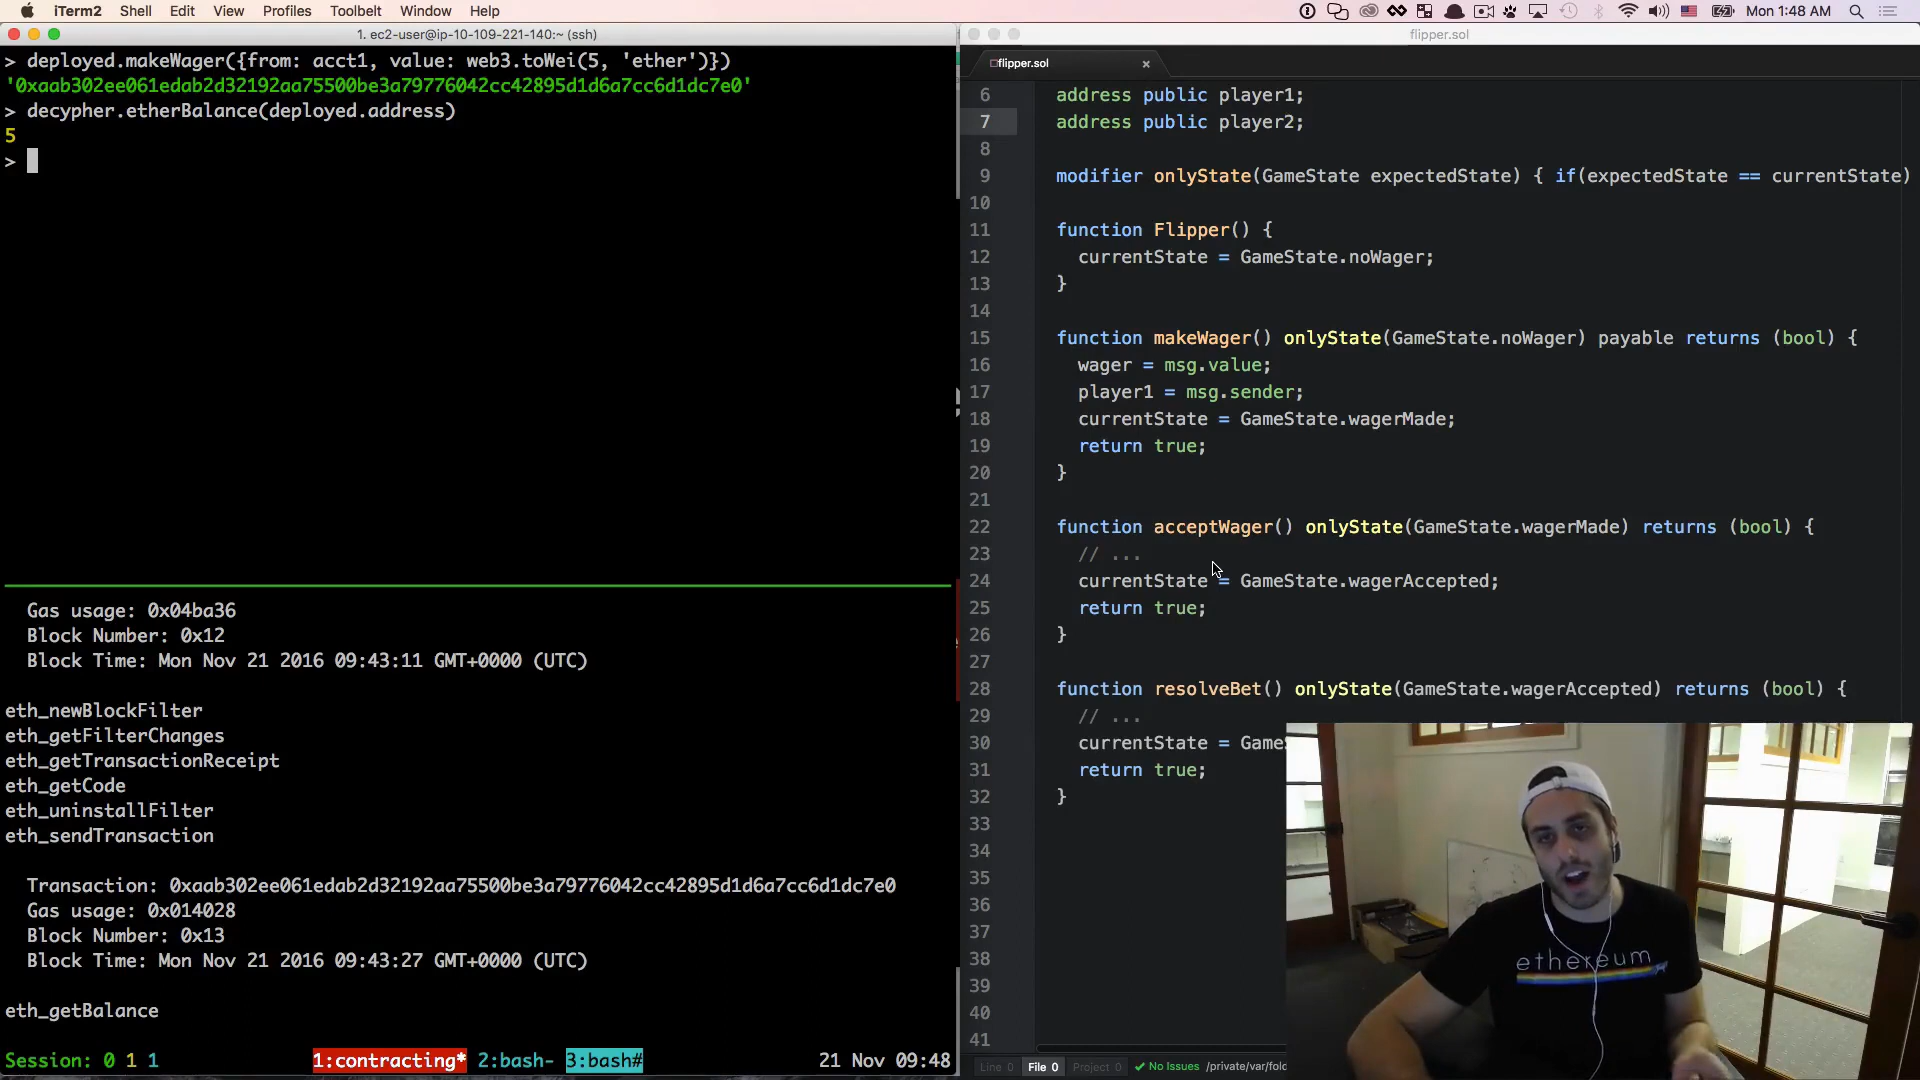 iTerm2 Shell Edit View Profiles Toolbelt Window Help Mon 1:48 AM
1. ec2-user@ip-10-109-221-140:~ (ssh)
> deployed.makeWager({from: acct1, value: web3.toWei(5, 'ether')})
'0xaab302ee061edab2d32192aa75500be3a79776042cc42895d1d6a7cc6d1dc7e0'
> decypher.etherBalance(deployed.address)
5
>
Gas usage: 0x04ba36
Block Number: 0x12
Block Time: Mon Nov 21 2016 09:43:11 GMT+0000 (UTC)
eth_newBlockFilter
eth_getFilterChanges
eth_getTransactionReceipt
eth_getCode
eth_uninstallFilter
eth_sendTransaction
Transaction: 0xaab302ee061edab2d32192aa75500be3a79776042cc42895d1d6a7cc6d1dc7e0
Gas usage: 0x014028
Block Number: 0x13
Block Time: Mon Nov 21 2016 09:43:27 GMT+0000 (UTC)
eth_getBalance
Session: 0 1 1 1:contracting* 2:bash- 3:bash# 21 Nov 09:48
flipper.sol
flipper.sol ×
6 address public player1;
7 address public player2;
8
9 modifier onlyState(GameState expectedState) { if(expectedState == currentState)
10
11 function Flipper() {
12 currentState = GameState.noWager;
13 }
14
15 function makeWager() onlyState(GameState.noWager) payable returns (bool) {
16 wager = msg.value;
17 player1 = msg.sender;
18 currentState = GameState.wagerMade;
19 return true;
20 }
21
22 function acceptWager() onlyState(GameState.wagerMade) returns (bool) {
23 // ...
24 currentState = GameState.wagerAccepted;
25 return true;
26 }
27
28 function resolveBet() onlyState(GameState.wagerAccepted) returns (bool) {
29 // ...
30 currentState = Game
31 return true;
32 }
33
34
35
36
37
38
39
40
41
Line 0 File 0 Project 0 ✔ No Issues /private/var/fold
ethereum